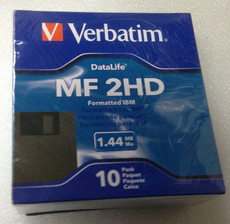 Verbatim
DataLife
MF 2HD
Formatted IBM
1.44 MB
Mo
10 Pack
Paquet
Paquete
Caixa